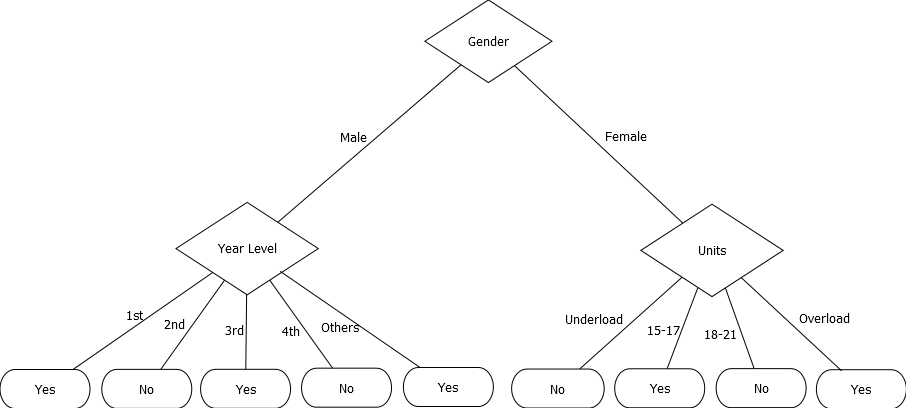 Gender
Male
Female
Year Level
Units
1st
2nd
3rd
4th
Others
Underload
15-17
18-21
Overload
Yes
No
Yes
No
Yes
No
Yes
No
Yes